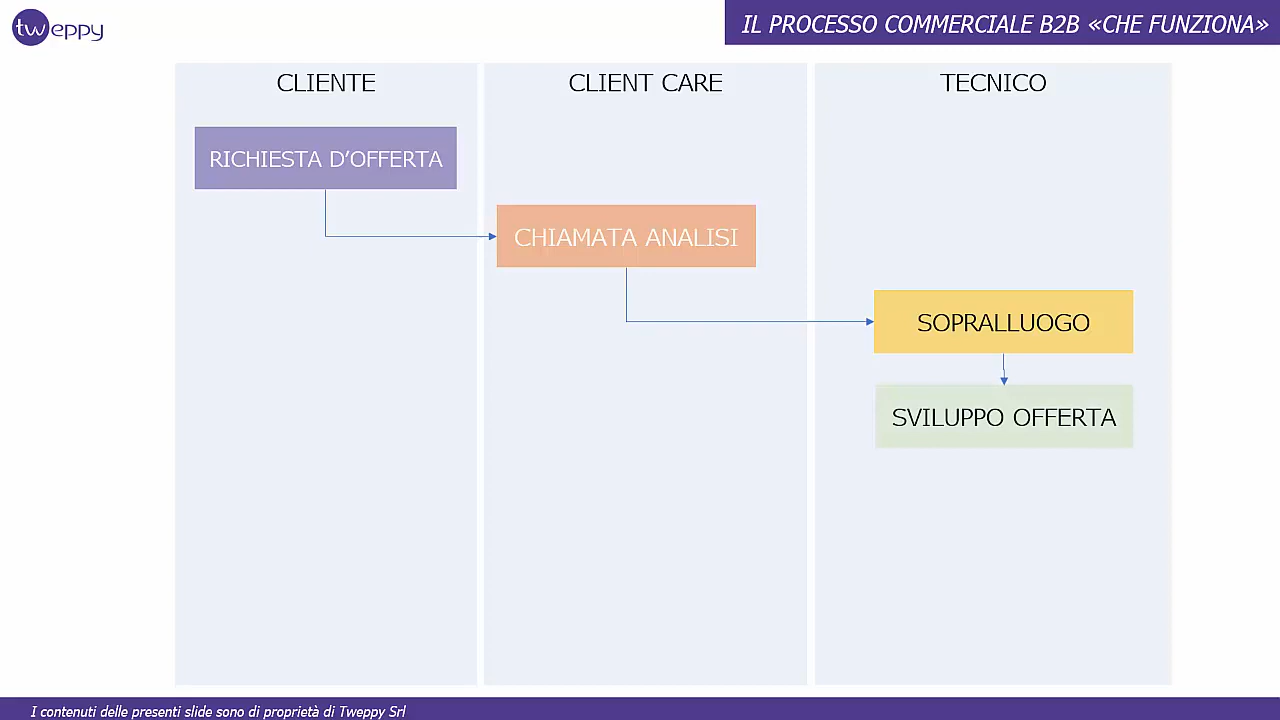 tweppy
IL PROCESSO COMMERCIALE B2B «CHE FUNZIONA»
CLIENTE
CLIENT CARE
TECNICO
RICHIESTA D’OFFERTA
CHIAMATA ANALISI
SOPRALLUOGO
SVILUPPO OFFERTA
I contenuti delle presenti slide sono di proprietà di Tweppy Srl